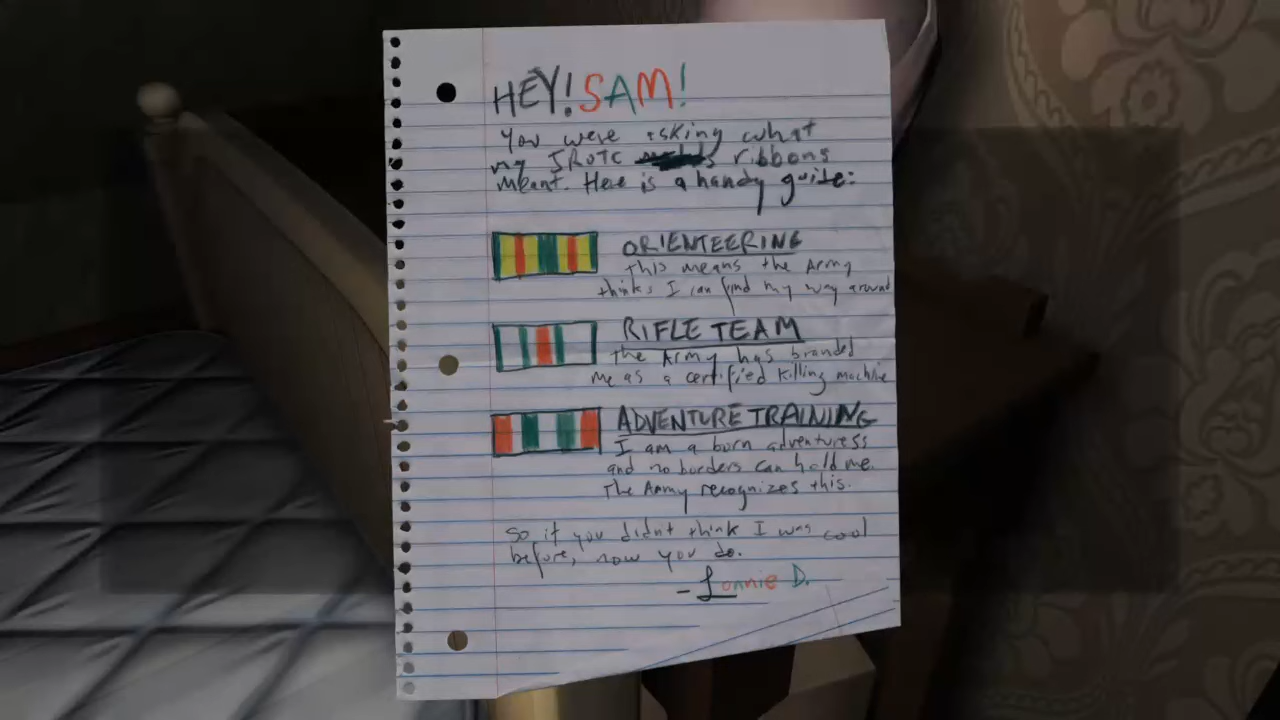 HEY! SAM!
You were asking what
my JROTC ribbons
meant. Here is a handy guide:
ORIENTEERING
This means the Army
thinks I can find my way around
RIFLE TEAM
The Army has branded
me as a certified killing machine
ADVENTURE TRAINING
I am a born adventuress
and no borders can hold me.
The Army recognizes this.
So if you didn't think I was cool
before, now you do.
- Lonnie D.